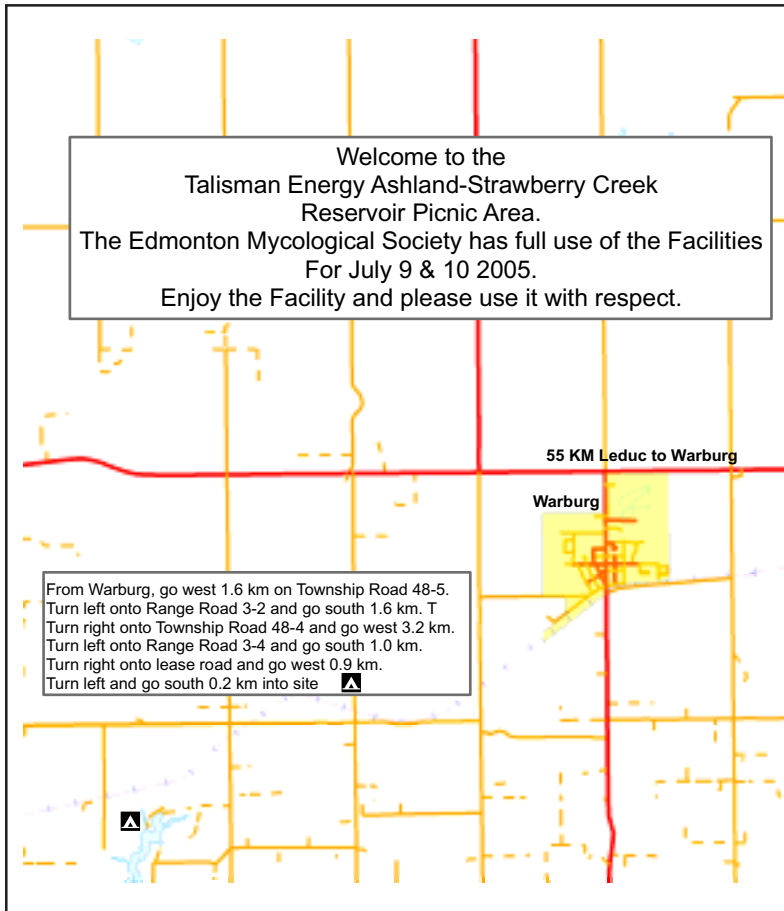 Welcome to the
Talisman Energy Ashland-Strawberry Creek
Reservoir Picnic Area.
The Edmonton Mycological Society has full use of the Facilities
For July 9 & 10 2005.
Enjoy the Facility and please use it with respect.
55 KM Leduc to Warburg
Warburg
From Warburg, go west 1.6 km on Township Road 48-5.
Turn left onto Range Road 3-2 and go south 1.6 km. T
Turn right onto Township Road 48-4 and go west 3.2 km.
Turn left onto Range Road 3-4 and go south 1.0 km.
Turn right onto lease road and go west 0.9 km.
Turn left and go south 0.2 km into site